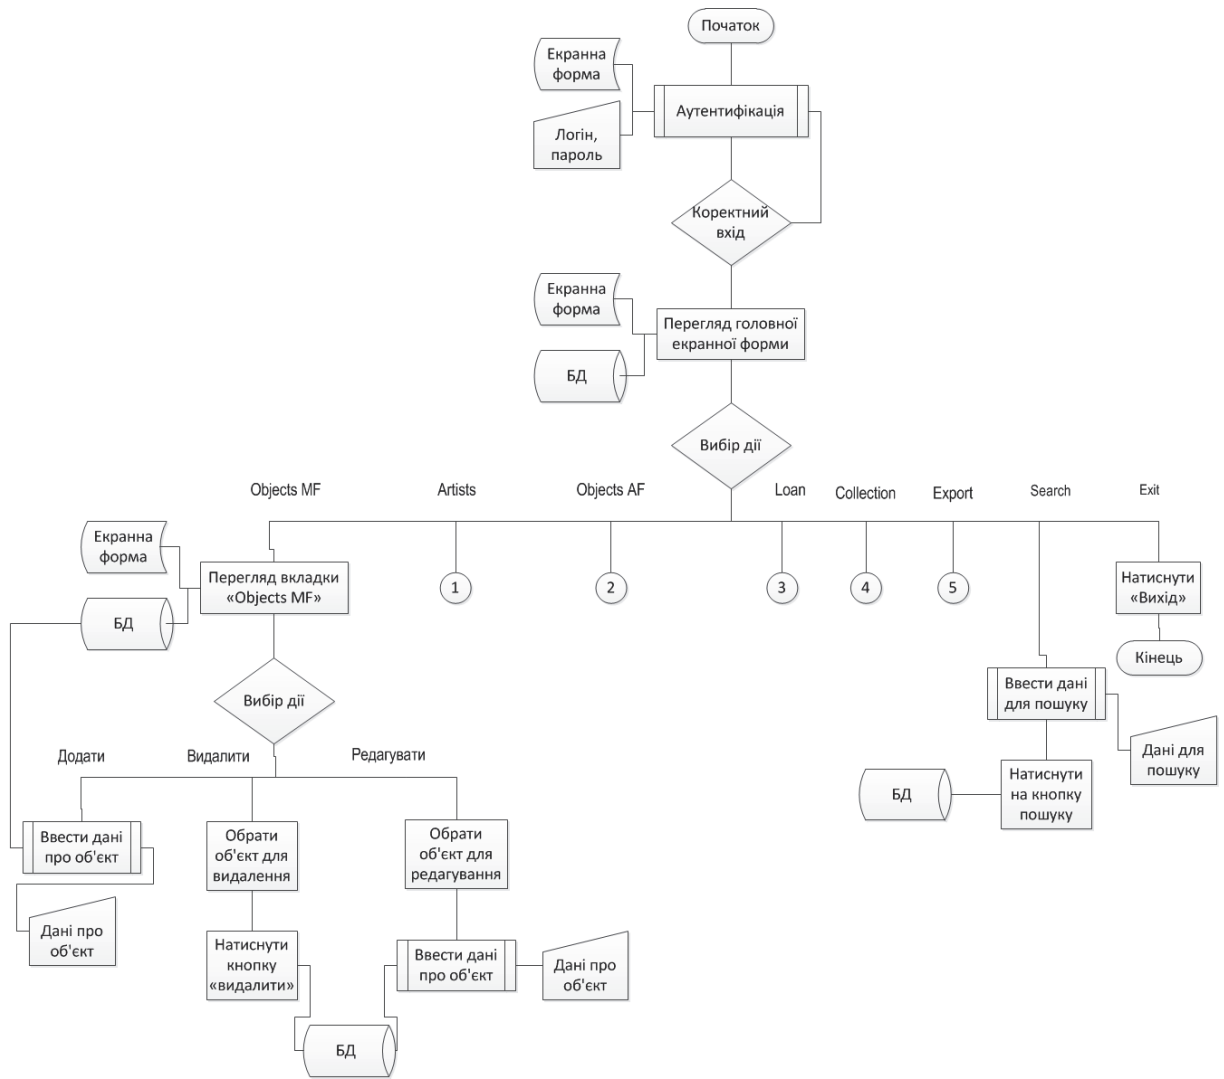 Початок
Екранна
форма
Аутентифікація
Логін,
пароль
Коректний
вхід
Екранна
форма
Перегляд головної
екранної форми
БД
Вибір дії
Objects MF
Artists
Objects AF
Loan
Collection
Export
Search
Exit
Екранна
форма
Перегляд вкладки
«Objects MF»
1
2
3
4
5
Натиснути
«Вихід»
БД
Кінець
Ввести дані
для пошуку
Вибір дії
Дані для
пошуку
Додати
Видалити
Редагувати
БД
Натиснути
на кнопку
пошуку
Ввести дані
про об'єкт
Обрати
об'єкт для
видалення
Обрати
об'єкт для
редагування
Дані про
об'єкт
Натиснути
кнопку
«видалити»
Ввести дані
про об'єкт
Дані про
об'єкт
БД